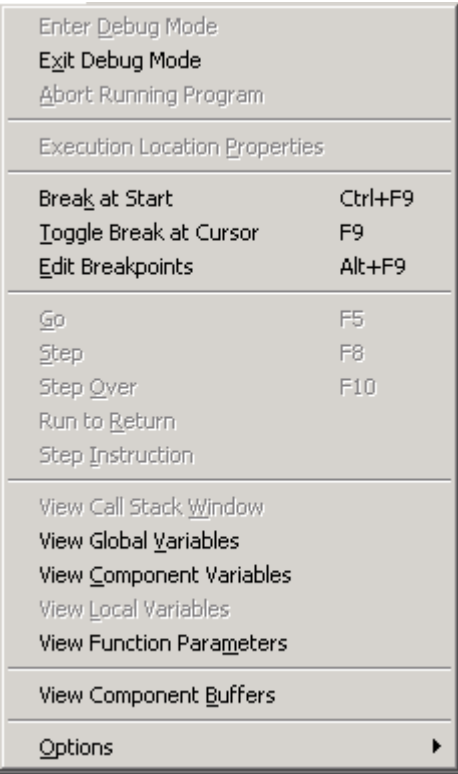 Enter Debug Mode
Exit Debug Mode
Abort Running Program
Execution Location Properties
Break at Start Ctrl+F9
Toggle Break at Cursor F9
Edit Breakpoints Alt+F9
Go F5
Step F8
Step Over F10
Run to Return
Step Instruction
View Call Stack Window
View Global Variables
View Component Variables
View Local Variables
View Function Parameters
View Component Buffers
Options